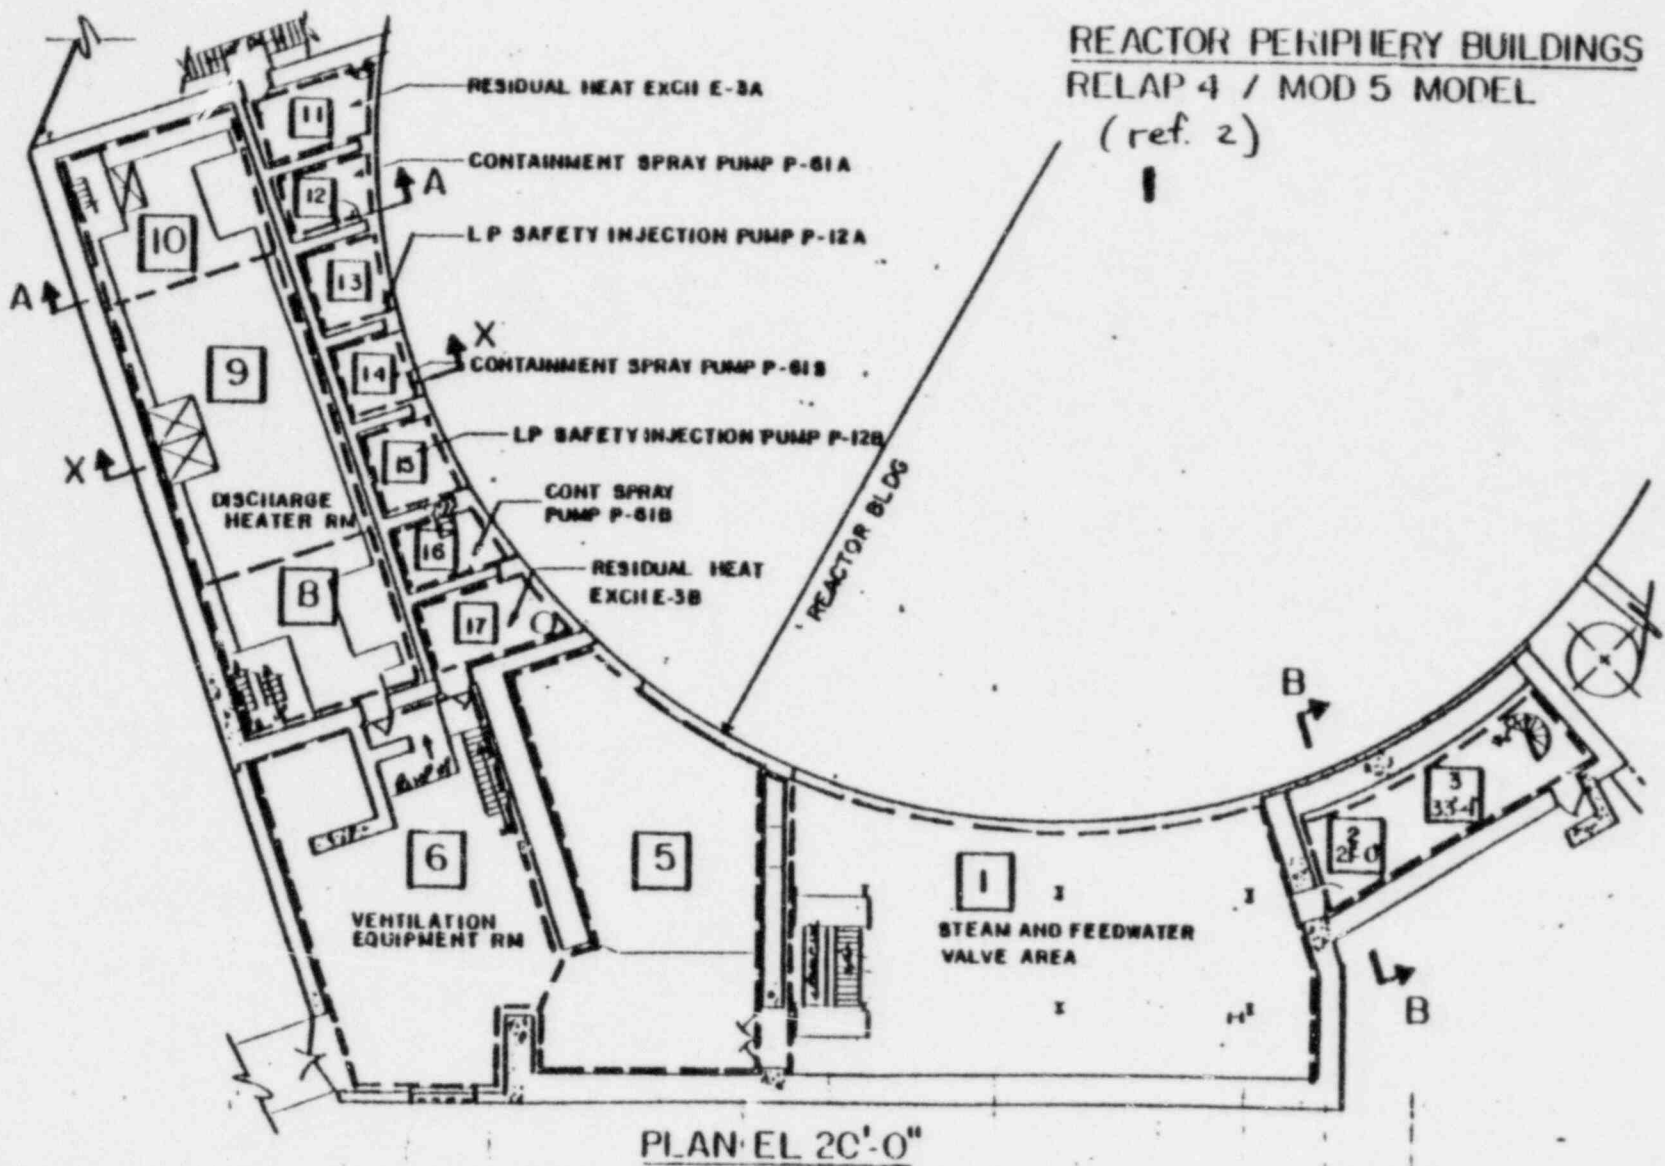 REACTOR PERIPHERY BUILDINGS
RELAP 4 / MOD 5 MODEL
(ref. 2)
RESIDUAL HEAT EXCH E-3A
CONTAINMENT SPRAY PUMP P-61A
LP SAFETY INJECTION PUMP P-12A
CONTAINMENT SPRAY PUMP P-61S
LP SAFETY INJECTION PUMP P-12B
CONT SPRAY
PUMP P-61B
RESIDUAL HEAT
EXCH E-3B
REACTOR BLDG
11
12
A
10
13
A
X
14
9
15
X
DISCHARGE
HEATER RM
16
8
17
B
3
2
6
5
1
VENTILATION
EQUIPMENT RM
STEAM AND FEEDWATER
VALVE AREA
B
PLAN EL 20'-0"